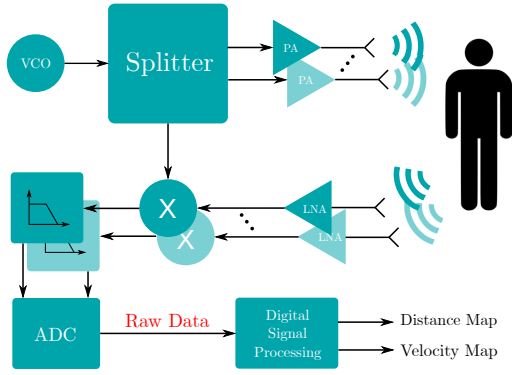 VCO
Splitter
PA
PA
X
X
LNA
LNA
ADC
Raw Data
Digital
Signal
Processing
Distance Map
Velocity Map